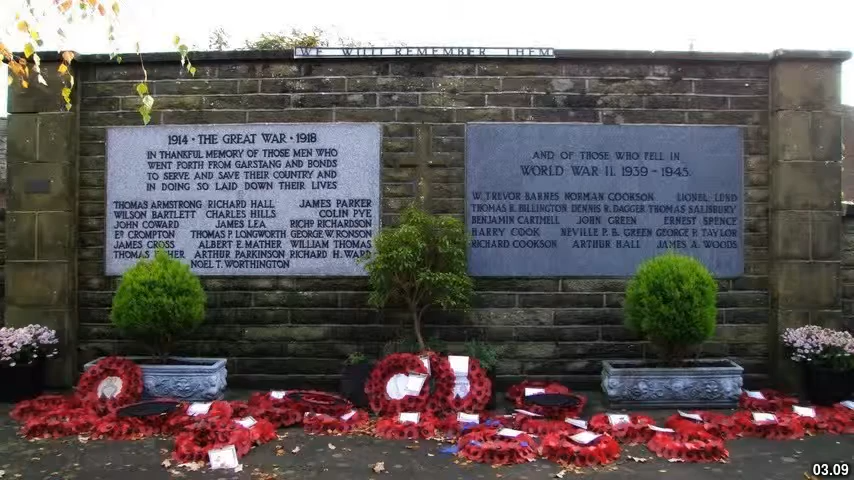 WE WILL REMEMBER THEM
1914 · THE GREAT WAR · 1918
IN THANKFUL MEMORY OF THOSE MEN WHO
WENT FORTH FROM GARSTANG AND BONDS
TO SERVE AND SAVE THEIR COUNTRY AND
IN DOING SO LAID DOWN THEIR LIVES
THOMAS ARMSTRONG RICHARD HALL JAMES PARKER
WILSON BARTLETT CHARLES HILLS COLIN PYE
JOHN COWARD JAMES LEA RICHD RICHARDSON
CROMPTON THOMAS P. LONGWORTH GEORGE W. RONSON
JAMES CROSS ALBERT E. MATHER WILLIAM THOMAS
THOMAS ARTHUR PARKINSON RICHARD H. WARD
NOEL T. WORTHINGTON
AND OF THOSE WHO FELL IN
WORLD WAR II. 1939 - 1945.
W. TREVOR BARNES NORMAN COOKSON LIONEL LUND
THOMAS E. BILLINGTON DENNIS R. DAGGER THOMAS SALISBURY
BENJAMIN CARTMELL JOHN GREEN ERNEST SPENCE
HARRY COOK NEVILLE P. B. GREEN GEORGE P. TAYLOR
RICHARD COOKSON ARTHUR HALL JAMES A. WOODS
03.09